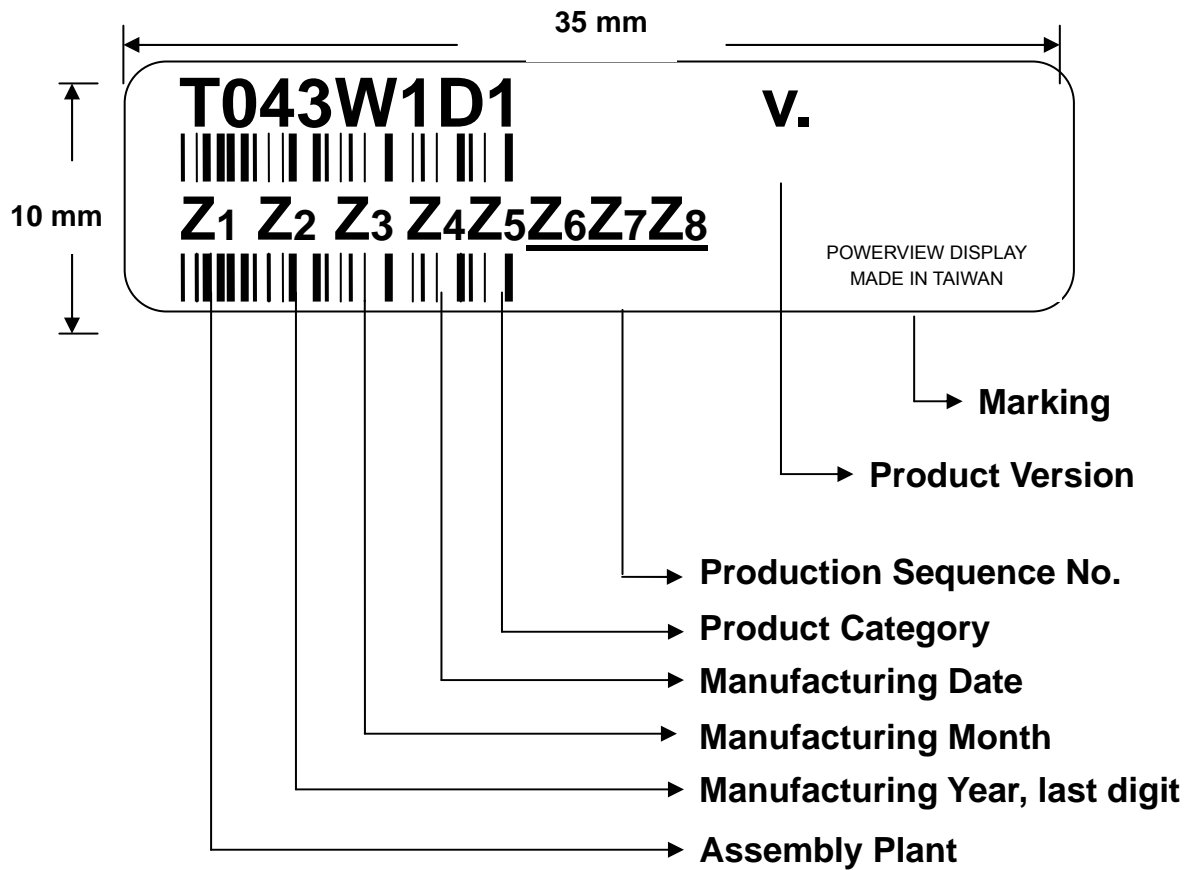 35 mm
T043W1D1 v.
10 mm
Z1 Z2 Z3 Z4Z5Z6Z7Z8
POWERVIEW DISPLAY
MADE IN TAIWAN
Marking
Product Version
Production Sequence No.
Product Category
Manufacturing Date
Manufacturing Month
Manufacturing Year, last digit
Assembly Plant